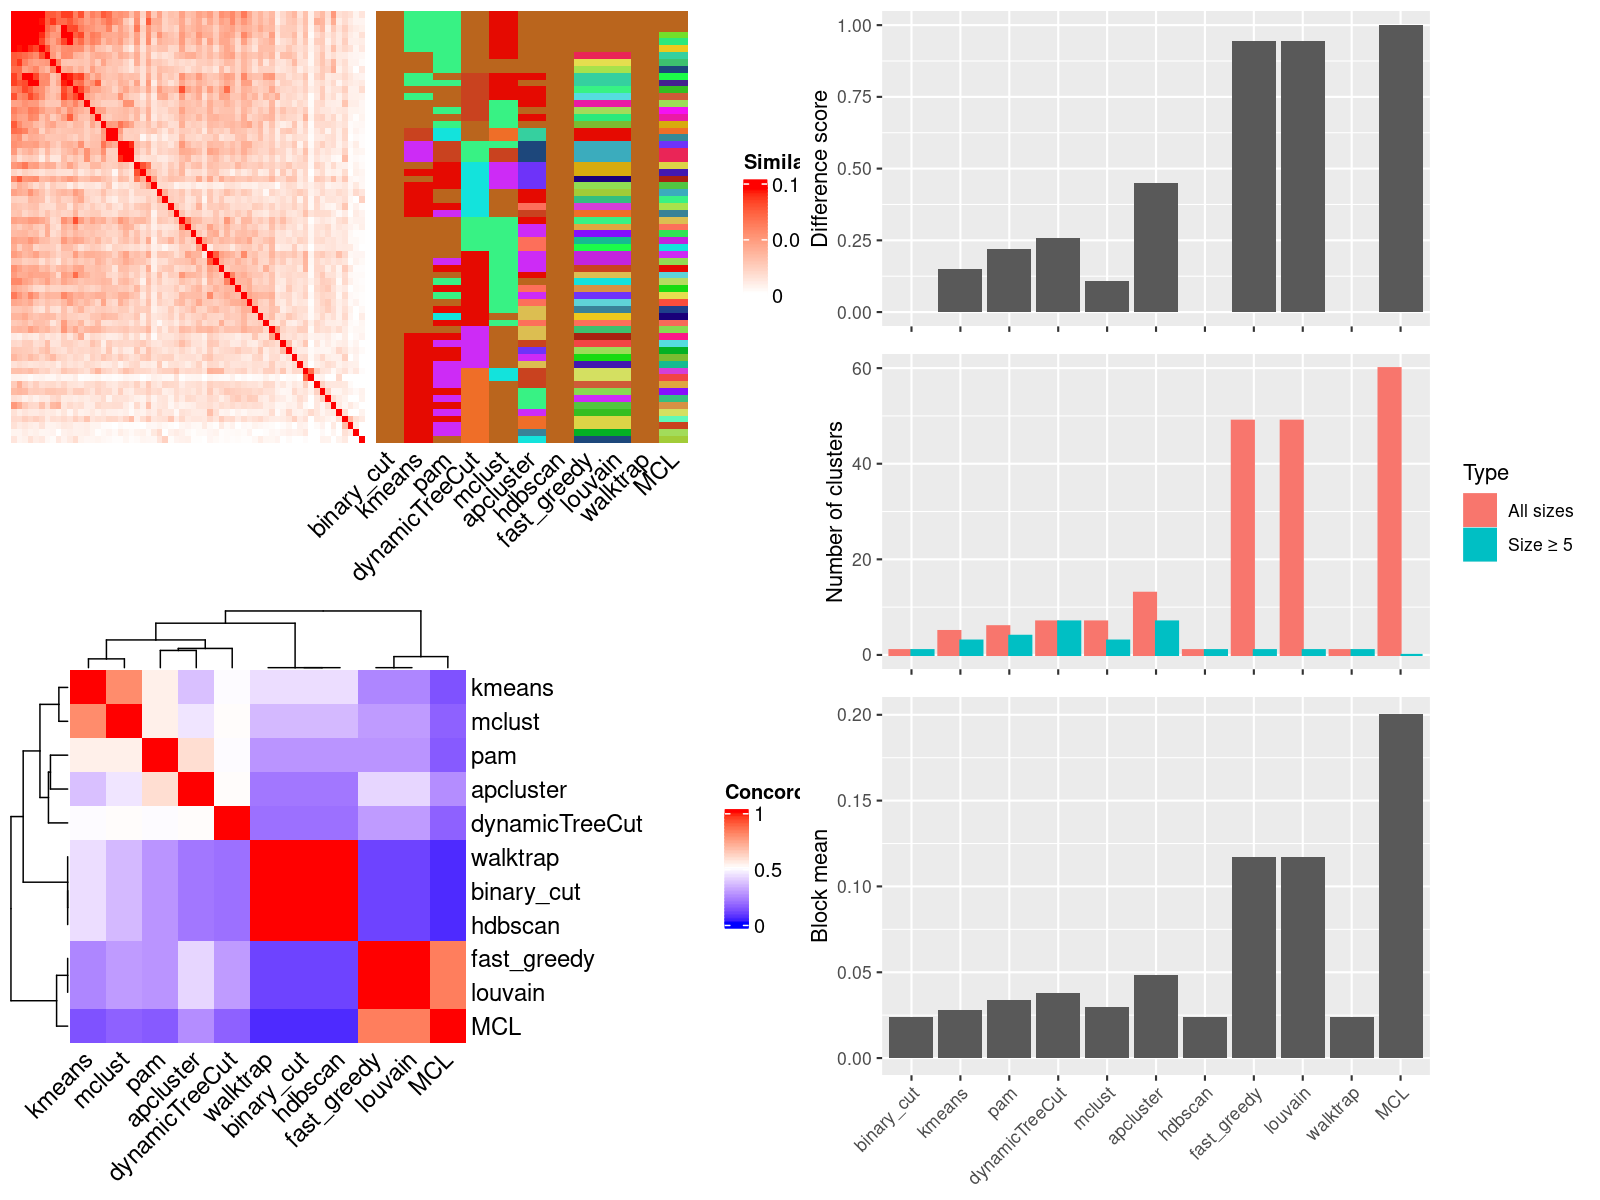 Simila
0.1
0.0
0
binary_cut
kmeans
pam
dynamicTreeCut
mclust
apcluster
hdbscan
fast_greedy
louvain
walktrap
MCL
kmeans
mclust
pam
apcluster
dynamicTreeCut
walktrap
binary_cut
hdbscan
fast_greedy
louvain
MCL
Concord
1
0.5
0
kmeans
mclust
pam
apcluster
dynamicTreeCut
walktrap
binary_cut
hdbscan
fast_greedy
louvain
MCL
Difference score
1.00
0.75
0.50
0.25
0.00
Number of clusters
60
40
20
0
Type
All sizes
Size ≥ 5
Block mean
0.20
0.15
0.10
0.05
0.00
binary_cut
kmeans
pam
dynamicTreeCut
mclust
apcluster
hdbscan
fast_greedy
louvain
walktrap
MCL